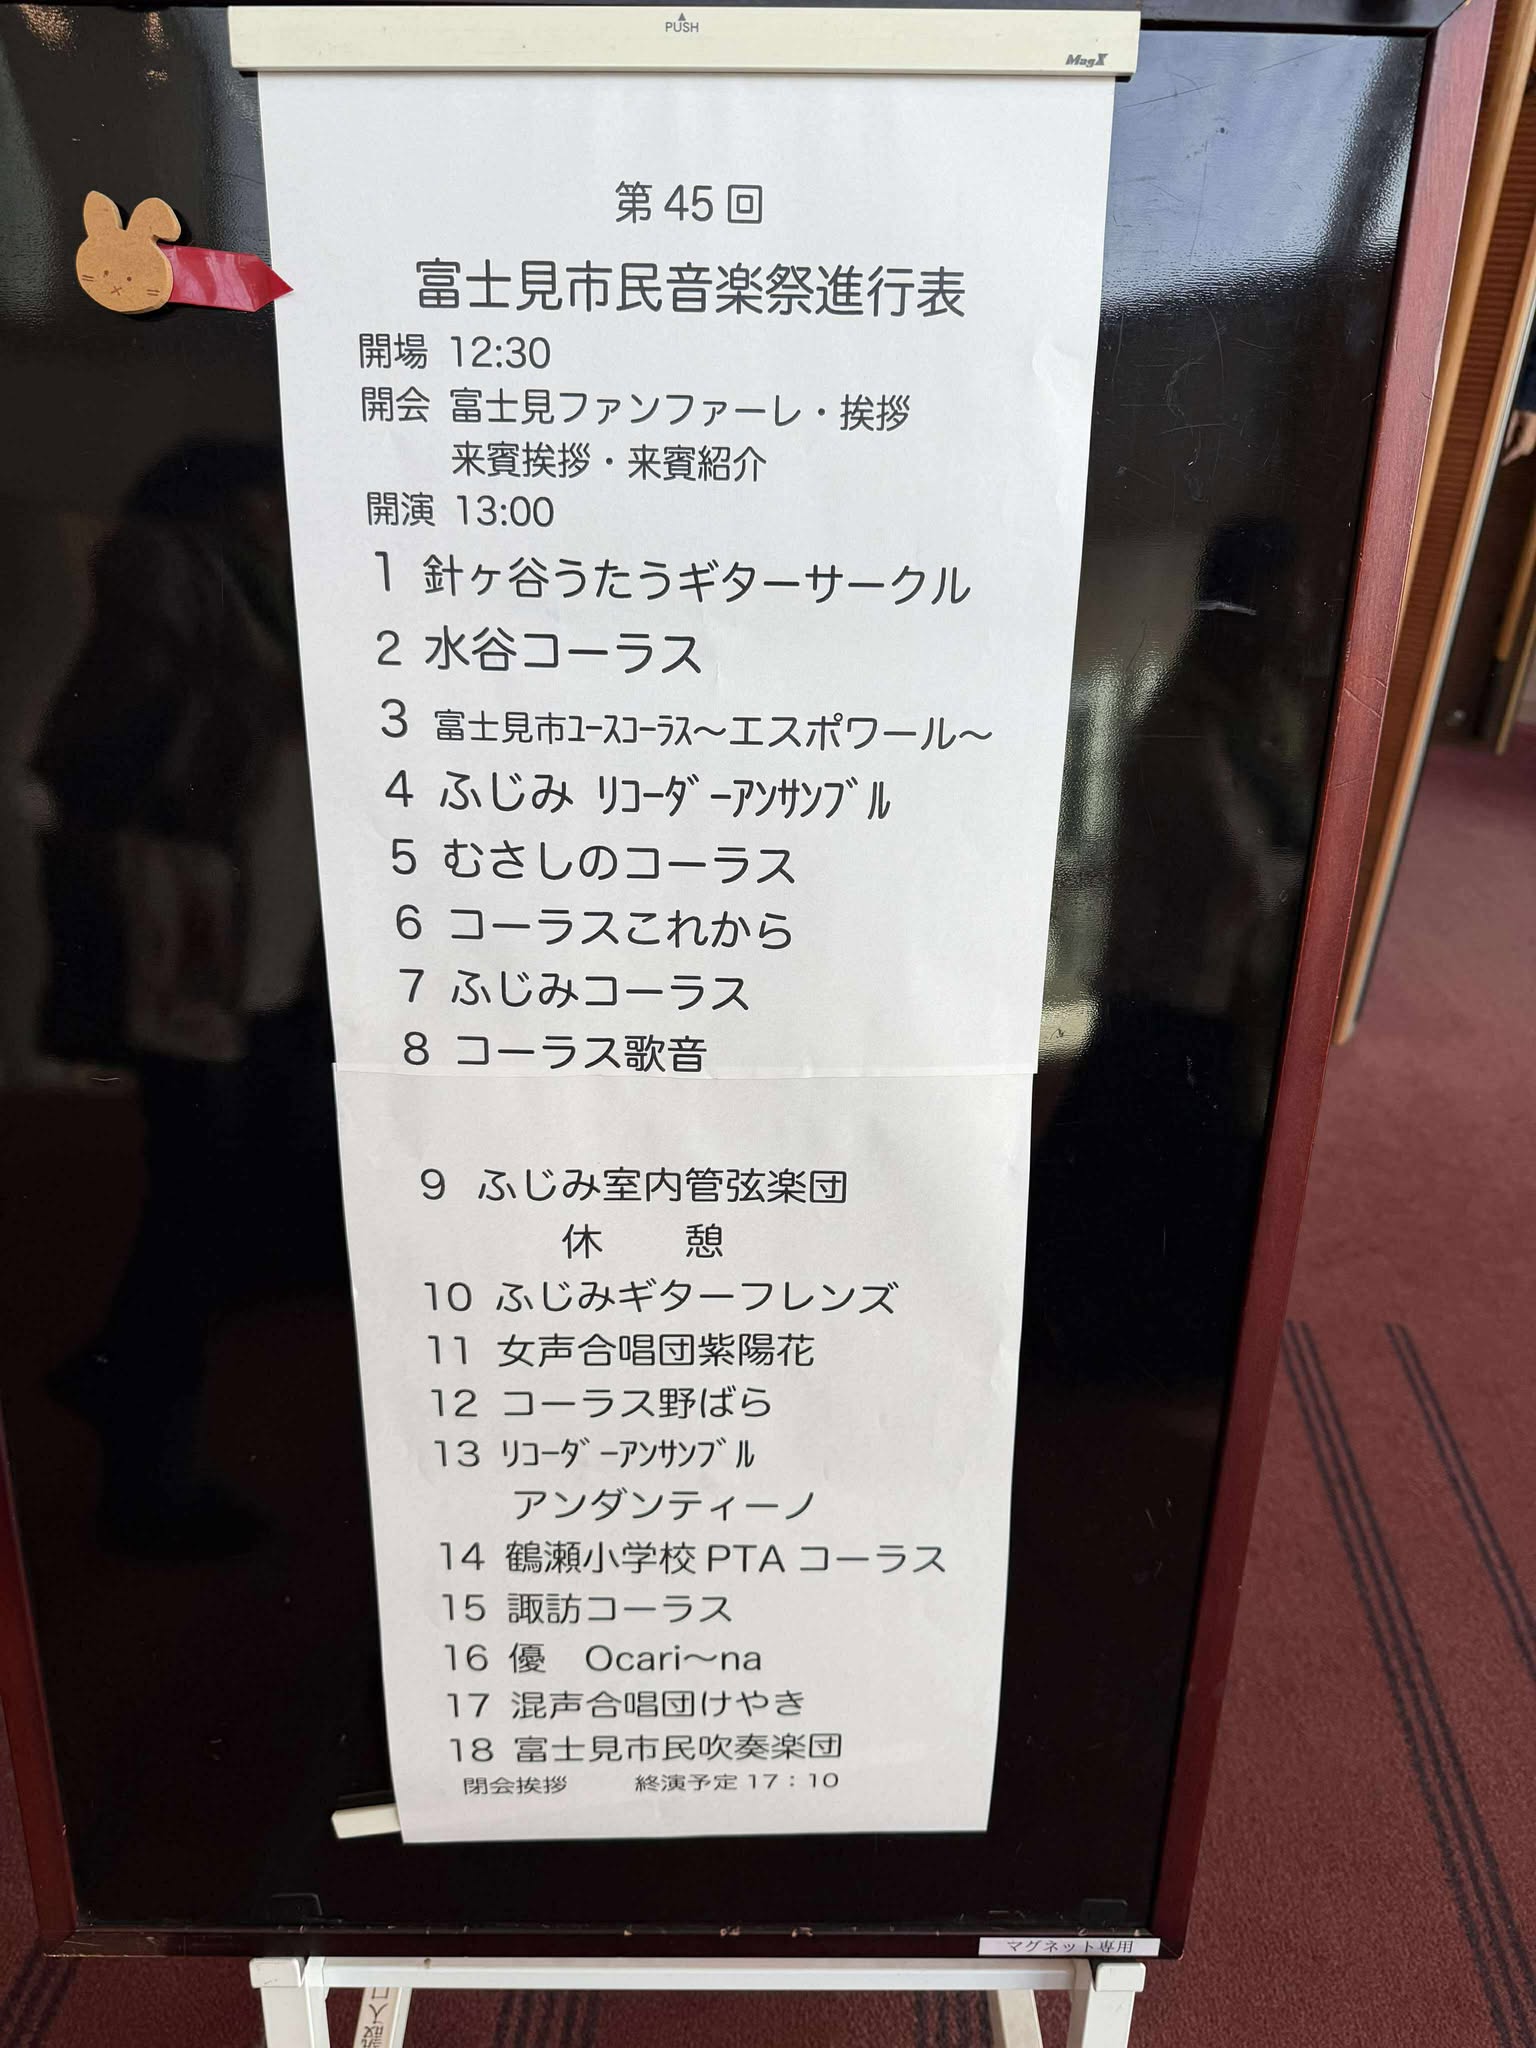 PUSH
MagX
第45回
富士見市民音楽祭進行表
開場 12:30
開会 富士見ファンファーレ・挨拶
来賓挨拶・来賓紹介
開演 13:00
1 針ヶ谷うたうギターサークル
2 水谷コーラス
3 富士見市ﾕｰｽｺｰﾗｽ～エスポワール～
4 ふじみ ﾘｺｰﾀﾞｰｱﾝｻﾝﾌﾞﾙ
5 むさしのコーラス
6 コーラスこれから
7 ふじみコーラス
8 コーラス歌音
9 ふじみ室内管弦楽団
休 憩
10 ふじみギターフレンズ
11 女声合唱団紫陽花
12 コーラス野ばら
13 ﾘｺｰﾀﾞｰｱﾝｻﾝﾌﾞﾙ
アンダンティーノ
14 鶴瀬小学校PTAコーラス
15 諏訪コーラス
16 優 Ocari～na
17 混声合唱団けやき
18 富士見市民吹奏楽団
閉会挨拶 終演予定17：10
マグネット専用